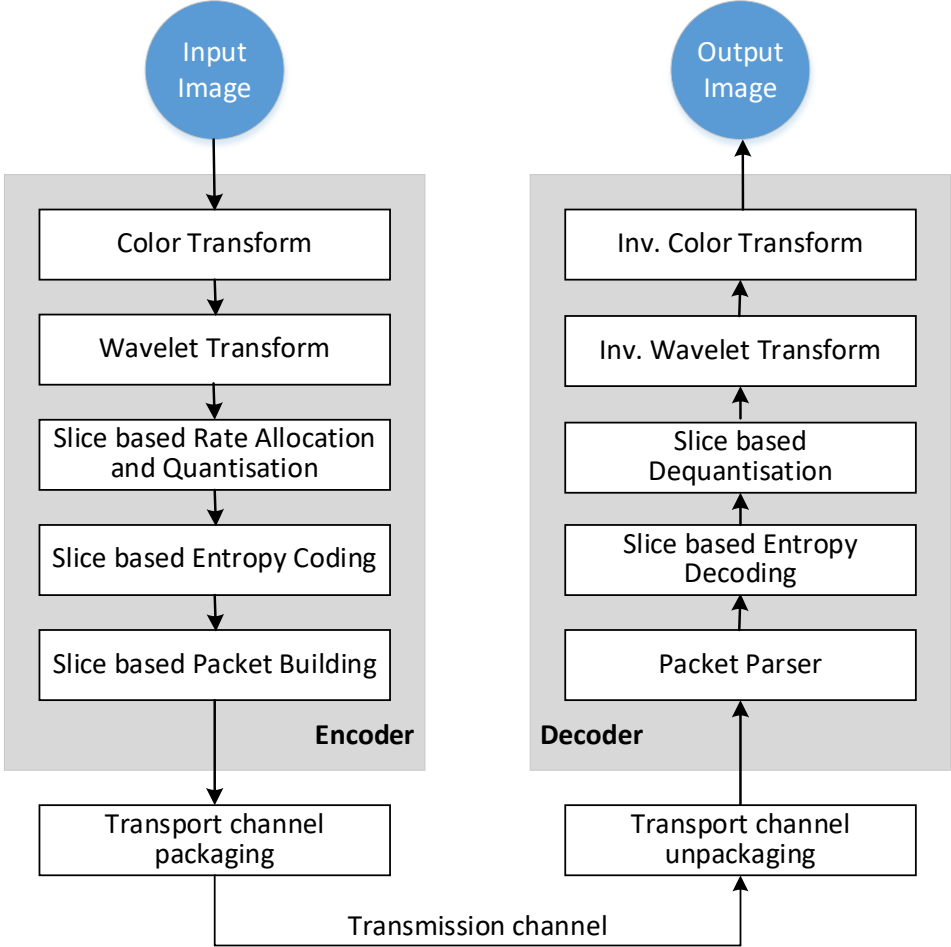 Input
Image
Color Transform
Wavelet Transform
Slice based Rate Allocation
and Quantisation
Slice based Entropy Coding
Slice based Packet Building
Encoder
Transport channel
packaging
Transmission channel
Output
Image
Inv. Color Transform
Inv. Wavelet Transform
Slice based
Dequantisation
Slice based Entropy
Decoding
Packet Parser
Decoder
Transport channel
unpackaging